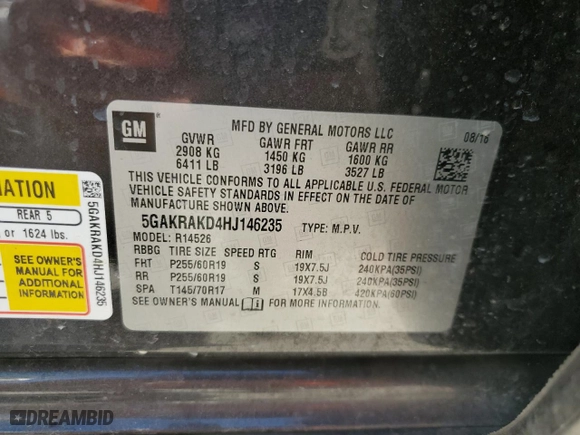 GM
MFD BY GENERAL MOTORS LLC
08/16
GVWR GAWR FRT GAWR RR
2908 KG 1450 KG 1600 KG
6411 LB 3196 LB 3527 LB
THIS VEHICLE CONFORMS TO ALL APPLICABLE U.S. FEDERAL MOTOR
VEHICLE SAFETY STANDARDS IN EFFECT ON THE DATE OF
MANUFACTURE SHOWN ABOVE.
5GAKRAKD4HJ146235 TYPE: M.P.V.
MODEL: R14526
RBBG TIRE SIZE SPEED RTG RIM COLD TIRE PRESSURE
FHT P255/60R19 S 19X7.5J 240KPA(35PSI)
RR P255/60R19 S 19X7.5J 240KPA(35PSI)
SPA T145/70R17 M 17X4.5B 420KPA(60PSI)
SEE OWNER'S MANUAL FOR MORE INFORMATION.
MATION
REAR 5
or 1624 lbs.
SEE OWNER'S
MANUAL FOR
ADDITIONAL
INFORMATION
5GAKRAKD4HJ146235
DREAMBID